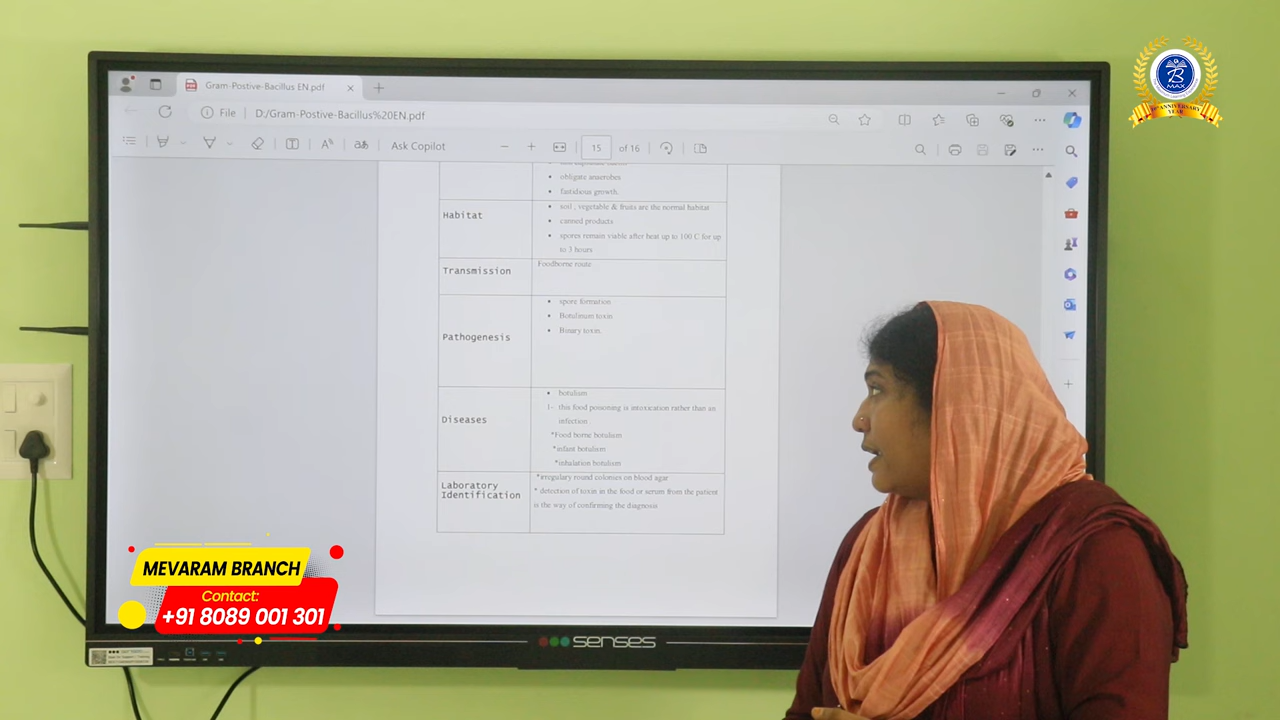 Gram-Postive-Bacillus EN.pdf
File
D:/Gram-Postive-Bacillus%20EN.pdf
Ask Copilot
15 of 16
obligate anaerobes
fastidious growth.
Habitat
soil , vegetable & fruits are the normal habitat
canned products
spores remain viable after heat up to 100 C for up
to 3 hours
Transmission
Foodborne route
Pathogenesis
spore formation
Botulinum toxin
Binary toxin.
Diseases
botulism
1- this food poisoning is intoxication rather than an
infection
*Food borne botulism
*infant botulism
*inhalation botulism
Laboratory
Identification
*irregulary round colonies on blood agar
* detection of toxin in the food or serum from the patient
is the way of confirming the diagnosis
senses
MEVARAM BRANCH
Contact:
+91 8089 001 301
B
MAX
ANNIVERSARY
YEAR